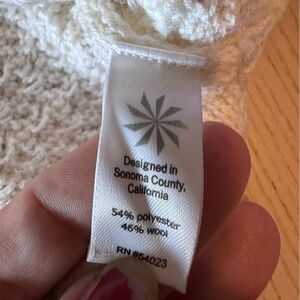 Designed in
Sonoma County,
California
54% polyester
46% wool
RN #54023